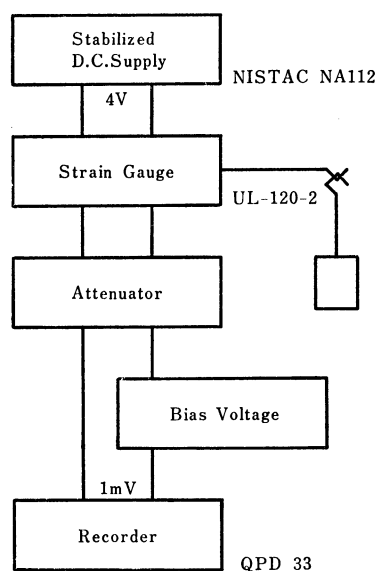 Stabilized
D.C.Supply
NISTAC NA112
4V
Strain Gauge
UL-120-2
Attenuator
Bias Voltage
1mV
Recorder
QPD 33